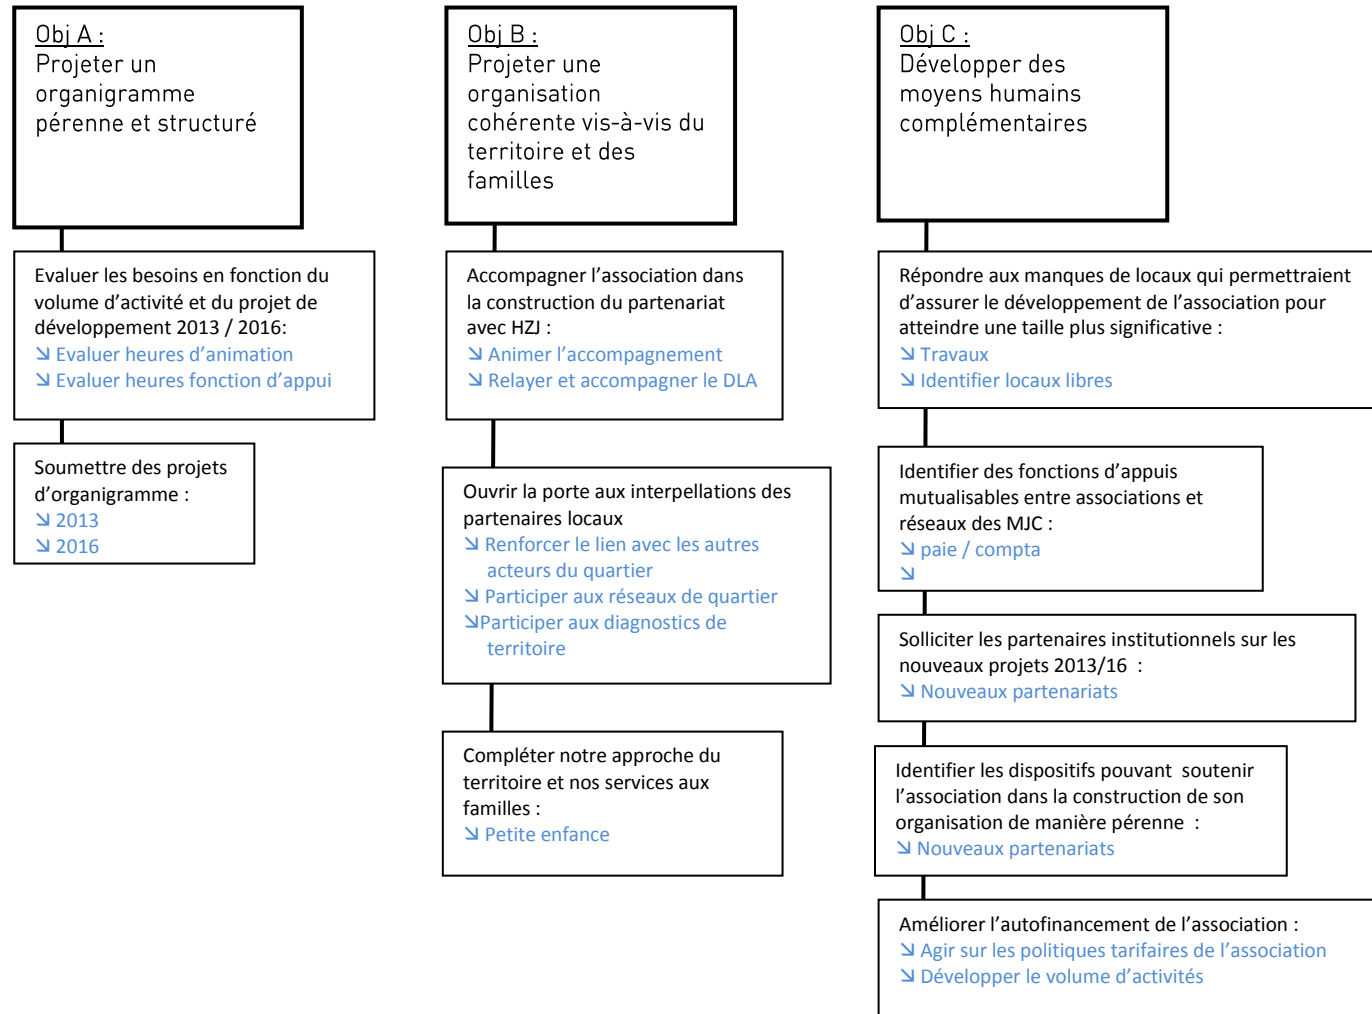 Obj A :
Projeter un
organigramme
pérenne et structuré
Evaluer les besoins en fonction du
volume d’activité et du projet de
développement 2013 / 2016:
↘ Evaluer heures d’animation
↘ Evaluer heures fonction d’appui
Soumettre des projets
d’organigramme :
↘ 2013
↘ 2016
Obj B :
Projeter une
organisation
cohérente vis-à-vis du
territoire et des
familles
Accompagner l’association dans
la construction du partenariat
avec HZJ :
↘ Animer l’accompagnement
↘ Relayer et accompagner le DLA
Ouvrir la porte aux interpellations des
partenaires locaux
↘ Renforcer le lien avec les autres
acteurs du quartier
↘ Participer aux réseaux de quartier
↘Participer aux diagnostics de
territoire
Compléter notre approche du
territoire et nos services aux
familles :
↘ Petite enfance
Obj C :
Développer des
moyens humains
complémentaires
Répondre aux manques de locaux qui permettraient
d’assurer le développement de l’association pour
atteindre une taille plus significative :
↘ Travaux
↘ Identifier locaux libres
Identifier des fonctions d’appuis
mutualisables entre associations et
réseaux des MJC :
↘ paie / compta
↘
Solliciter les partenaires institutionnels sur les
nouveaux projets 2013/16 :
↘ Nouveaux partenariats
Identifier les dispositifs pouvant soutenir
l’association dans la construction de son
organisation de manière pérenne :
↘ Nouveaux partenariats
Améliorer l’autofinancement de l’association :
↘ Agir sur les politiques tarifaires de l’association
↘ Développer le volume d’activités